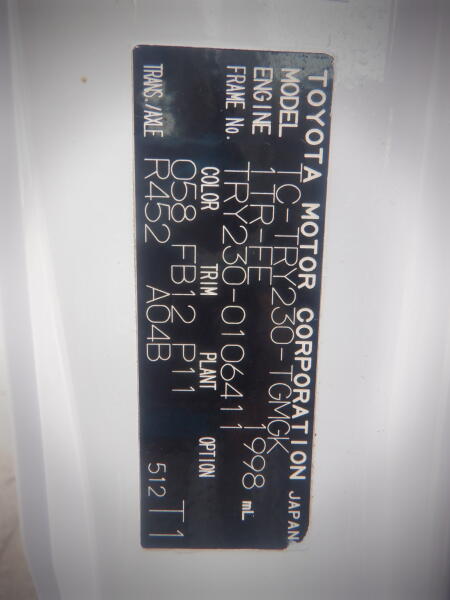 TOYOTA MOTOR CORPORATION JAPAN
MODEL TC-TRY230-TGMGK
ENGINE 1TR-FE 1998 mL
FRAME No. TRY230-0106411
COLOR TRIM PLANT OPTION
058 FB12 P11
TRANS./AXLE R452 A04B 512 T1